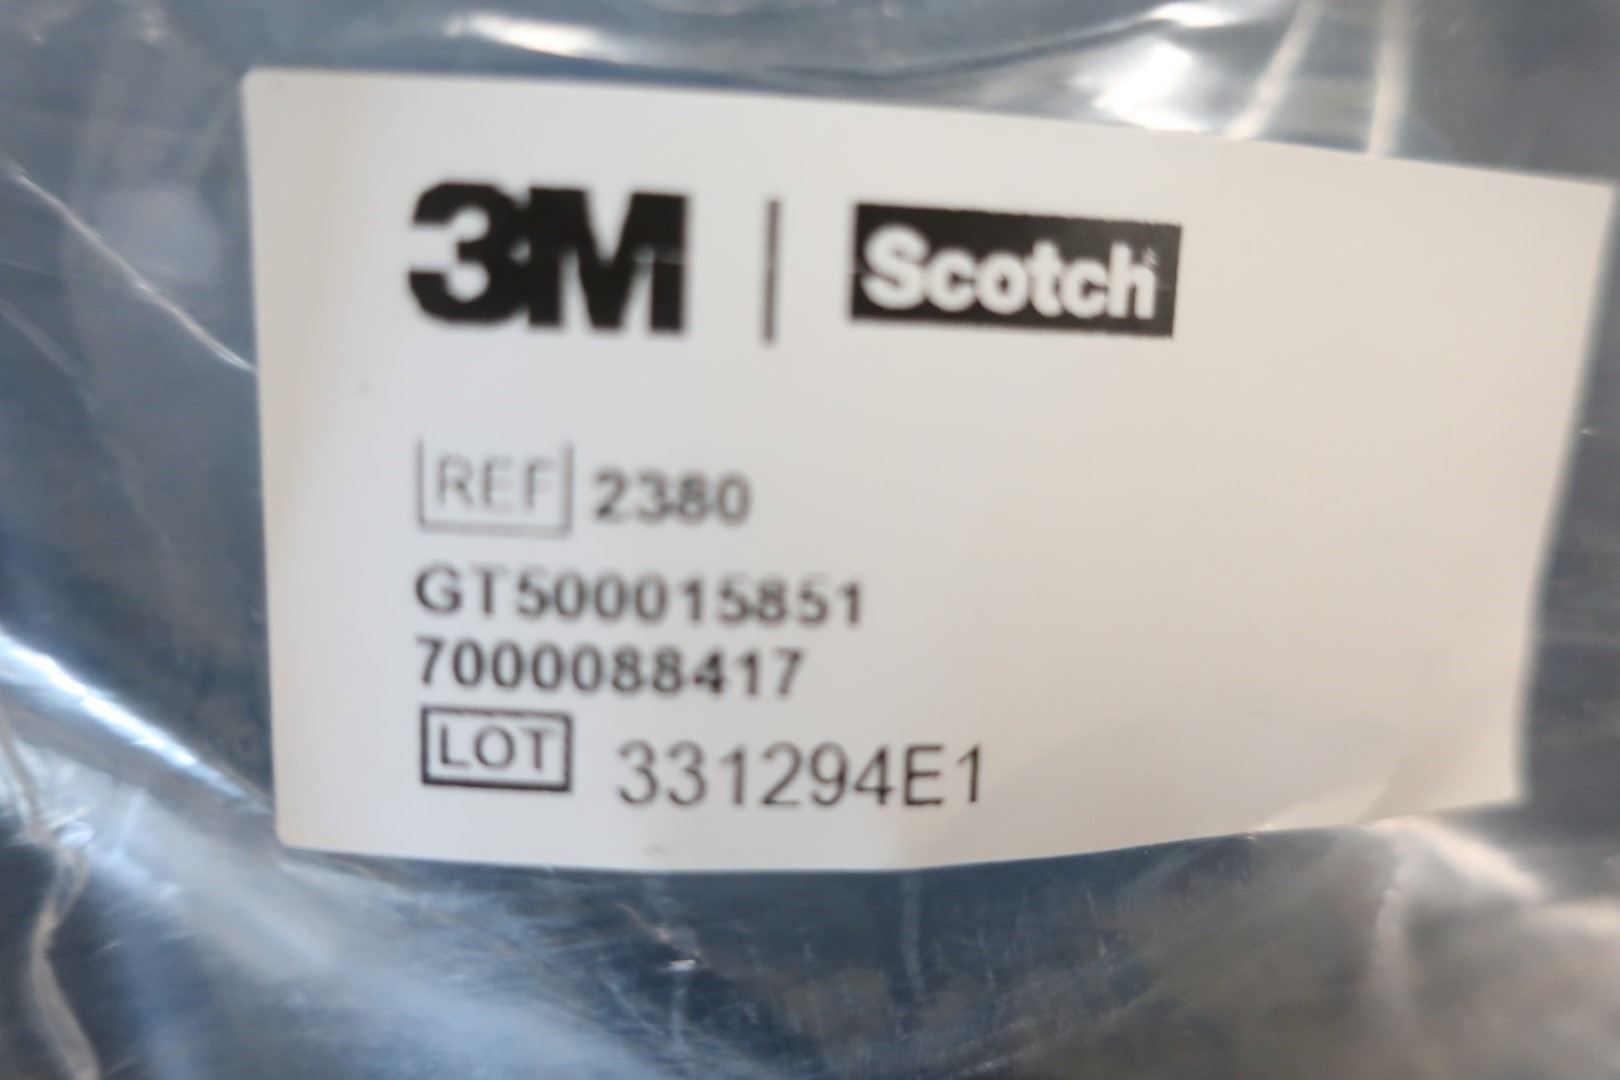 3M | Scotch
REF 2380
GT500015851
7000088417
LOT 331294E1